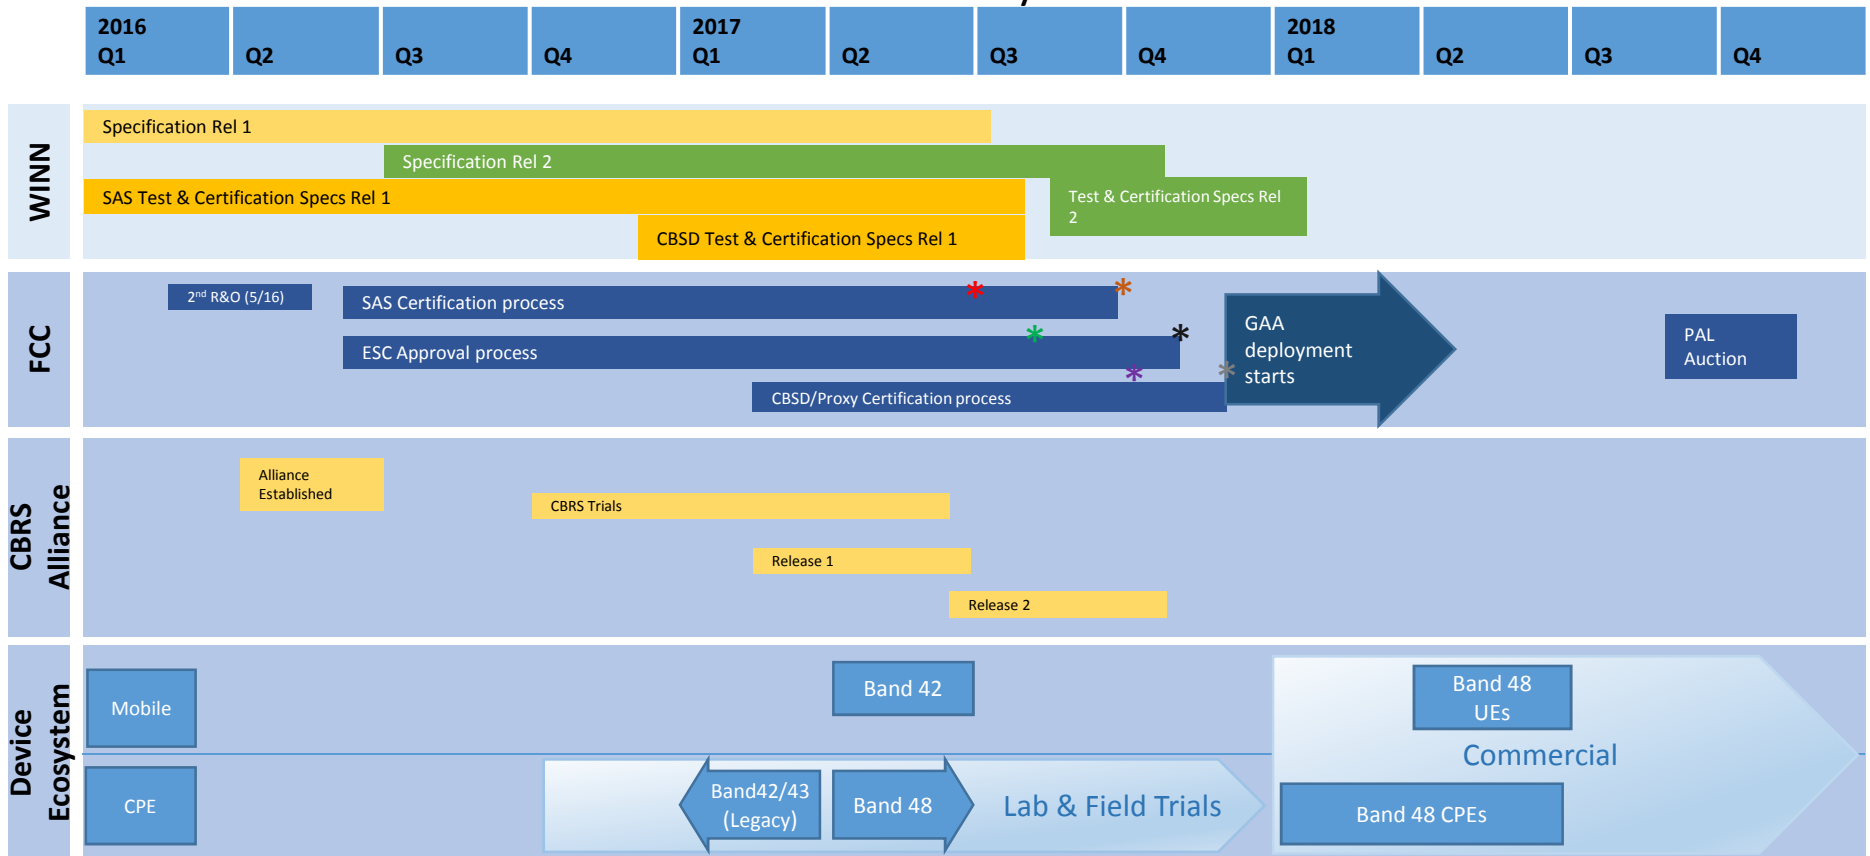 2016
Q1
Q2
Q3
Q4
2017
Q1
Q2
Q3
Q4
2018
Q1
Q2
Q3
Q4
WINN
Specification Rel 1
Specification Rel 2
SAS Test & Certification Specs Rel 1
Test & Certification Specs Rel
2
CBSD Test & Certification Specs Rel 1
FCC
2nd R&O (5/16)
SAS Certification process
*
*
ESC Approval process
*
*
CBSD/Proxy Certification process
*
*
GAA
deployment
starts
PAL
Auction
CBRS
Alliance
Alliance
Established
CBRS Trials
Release 1
Release 2
Device
Ecosystem
Mobile
Band 42
Band 48
UEs
Commercial
CPE
Band42/43
(Legacy)
Band 48
Lab & Field Trials
Band 48 CPEs